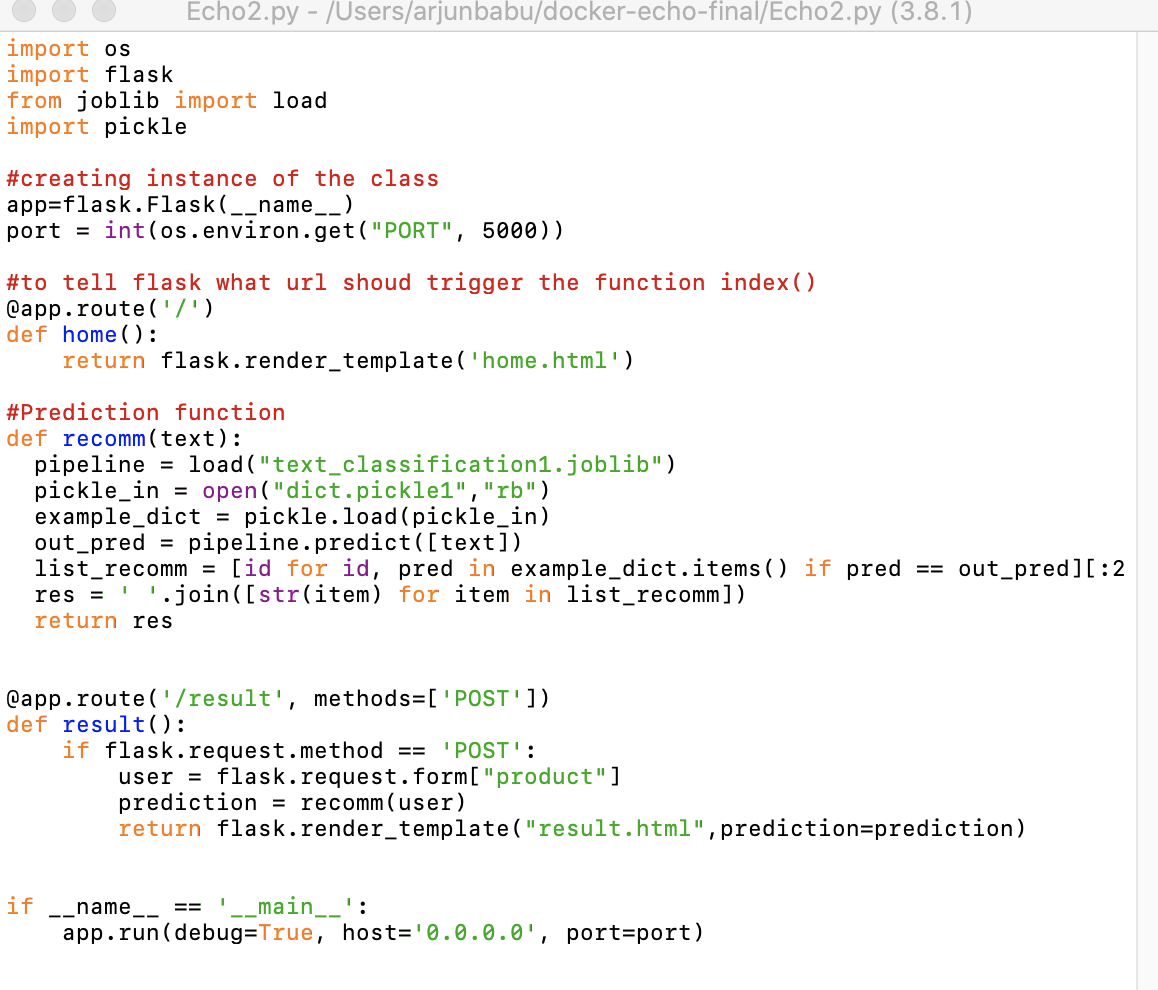 Echo2.py - /Users/arjunbabu/docker-echo-final/Echo2.py (3.8.1)
import os
import flask
from joblib import load
import pickle
#creating instance of the class
app=flask.Flask(__name__)
port = int(os.environ.get("PORT", 5000))
#to tell flask what url shoud trigger the function index()
@app.route('/')
def home():
    return flask.render_template('home.html')
#Prediction function
def recomm(text):
  pipeline = load("text_classification1.joblib")
  pickle_in = open("dict.pickle1","rb")
  example_dict = pickle.load(pickle_in)
  out_pred = pipeline.predict([text])
  list_recomm = [id for id, pred in example_dict.items() if pred == out_pred][:2
  res = ' '.join([str(item) for item in list_recomm])
  return res
@app.route('/result', methods=['POST'])
def result():
    if flask.request.method == 'POST':
        user = flask.request.form["product"]
        prediction = recomm(user)
        return flask.render_template("result.html",prediction=prediction)
if __name__ == '__main__':
    app.run(debug=True, host='0.0.0.0', port=port)